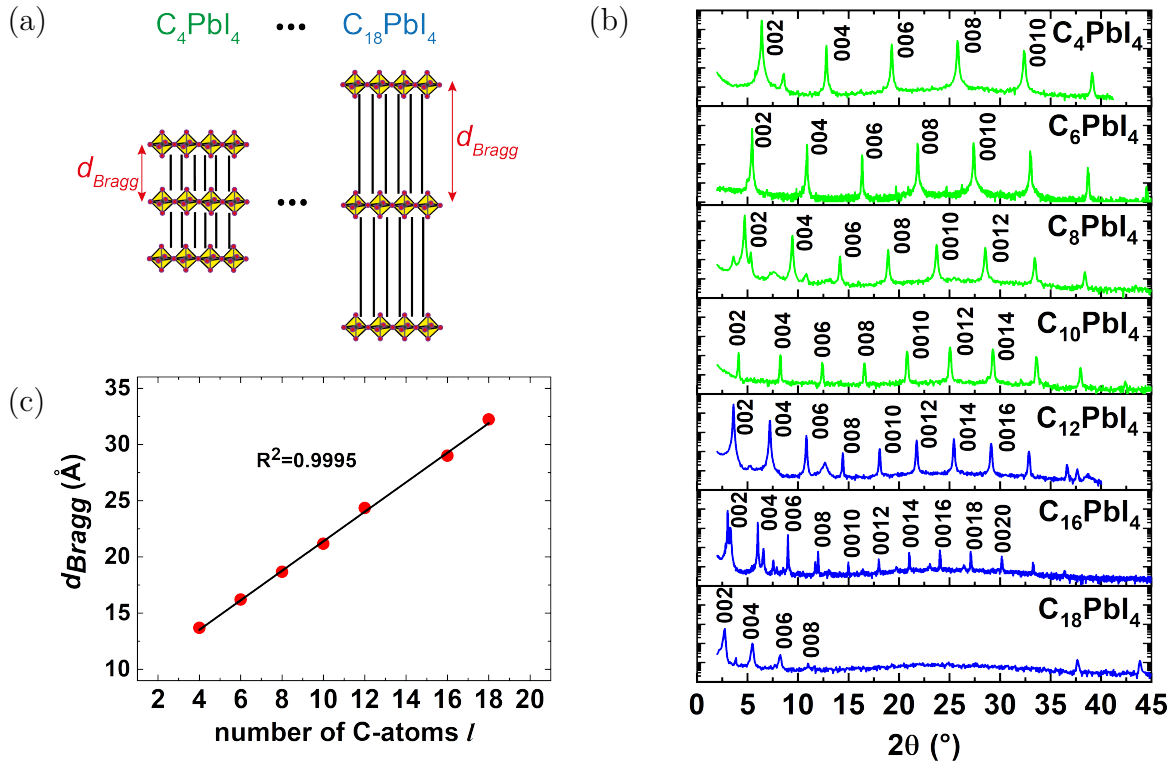 (a)
C₄PbI₄ ••• C₁₈PbI₄
d_Bragg
•••
d_Bragg
(b)
C₄PbI₄
002 004 006 008 0010
C₆PbI₄
002 004 006 008 0010
C₈PbI₄
002 004 006 008 0010 0012
C₁₀PbI₄
002 004 006 008 0010 0012 0014
C₁₂PbI₄
002 004 006 008 0010 0012 0014 0016
C₁₆PbI₄
002 004 006 008 0010 0012 0014 0016 0018 0020
C₁₈PbI₄
002 004 006 008
0 5 10 15 20 25 30 35 40 45
2θ (°)
(c)
d_Bragg (Å)
35
30
25
20
15
10
R²=0.9995
2 4 6 8 10 12 14 16 18 20
number of C-atoms l